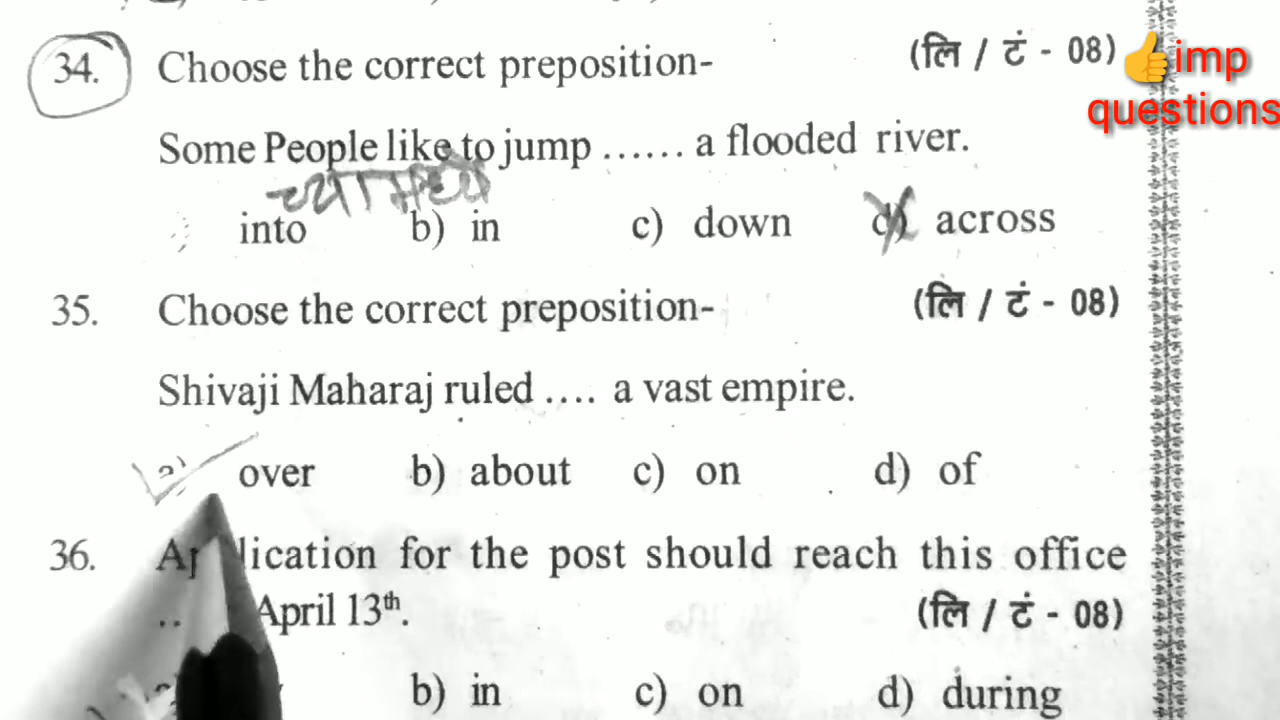 34. Choose the correct preposition- (लि / टं - 08) 👍imp
questions
Some People like to jump ...... a flooded river.
into b) in c) down d) across
35. Choose the correct preposition- (लि / टं - 08)
Shivaji Maharaj ruled .... a vast empire.
a) over b) about c) on d) of
36. Application for the post should reach this office
.. April 13th. (लि / टं - 08)
b) in c) on d) during